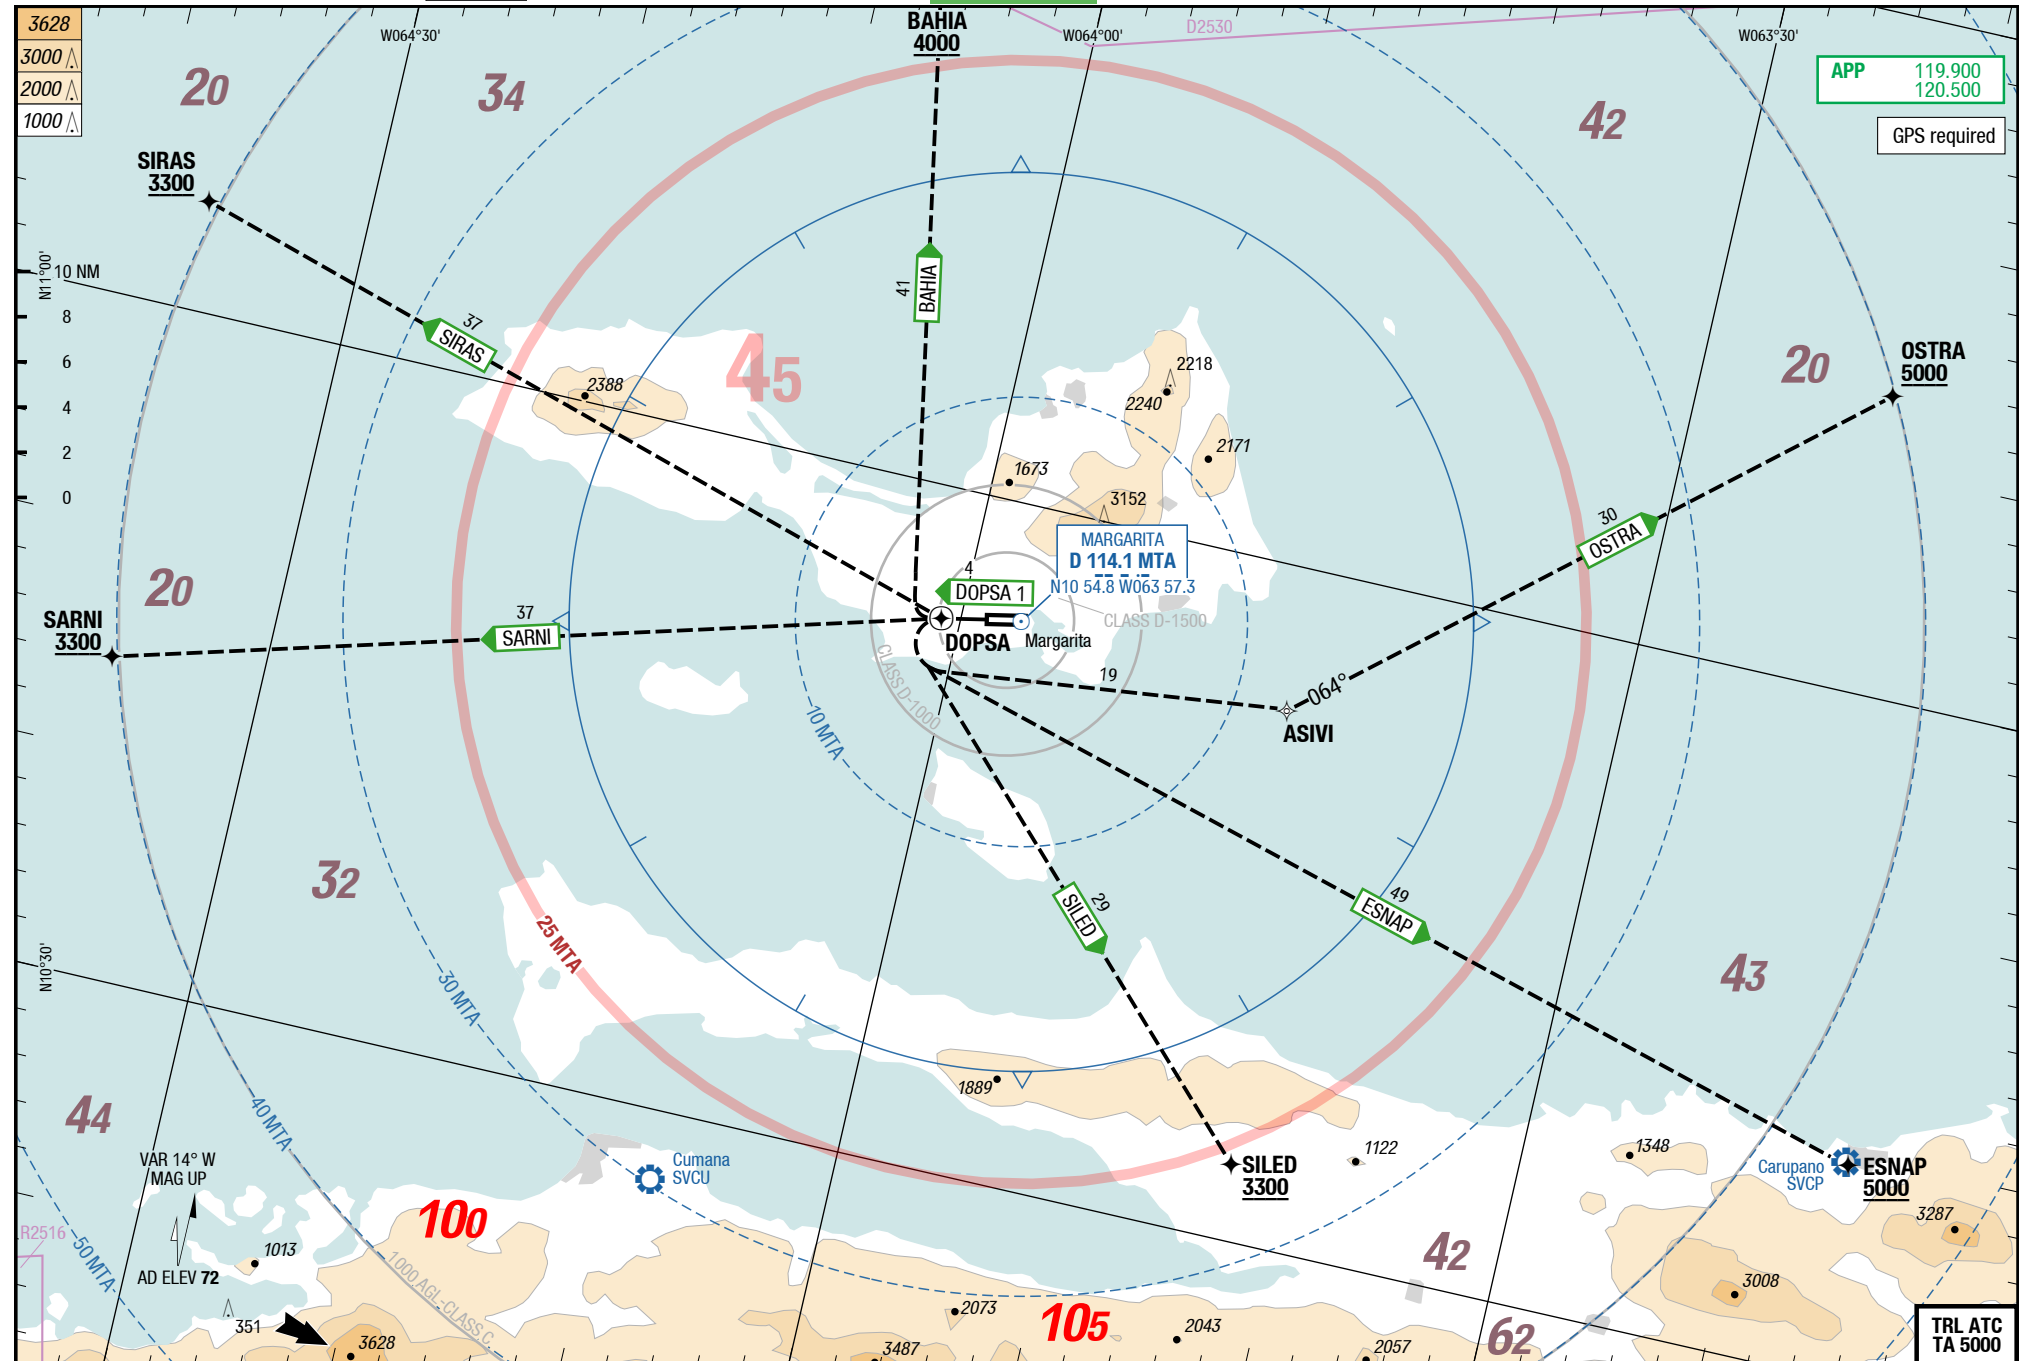 3628
3000
2000
1000
BAHIA
4000
W064°30'
W064°00'
D2530
W063°30'
APP 119.900
120.500
GPS required
20
34
42
SIRAS
3300
N11°00'
10 NM
8
6
4
2
0
37
SIRAS
41
BAHIA
45
2388
2218
2240
2171
1673
3152
20
OSTRA
5000
30
OSTRA
MARGARITA
D 114.1 MTA
N10 54.8 W063 57.3
4
DOPSA 1
CLASS D-1500
DOPSA
Margarita
20
SARNI
3300
37
SARNI
CLASS D-1000
19
064°
ASIVI
10 MTA
32
29
SILED
49
ESNAP
25 MTA
30 MTA
N10°30'
43
1889
44
40 MTA
VAR 14° W
MAG UP
Cumana
SVCU
SILED
3300
1122
1348
Carupano
SVCP
ESNAP
5000
R2516
50 MTA
1013
AD ELEV 72
100
1000 AGL-CLASS C
42
3287
3008
351
3628
2073
105
2043
3487
2057
62
TRL ATC
TA 5000